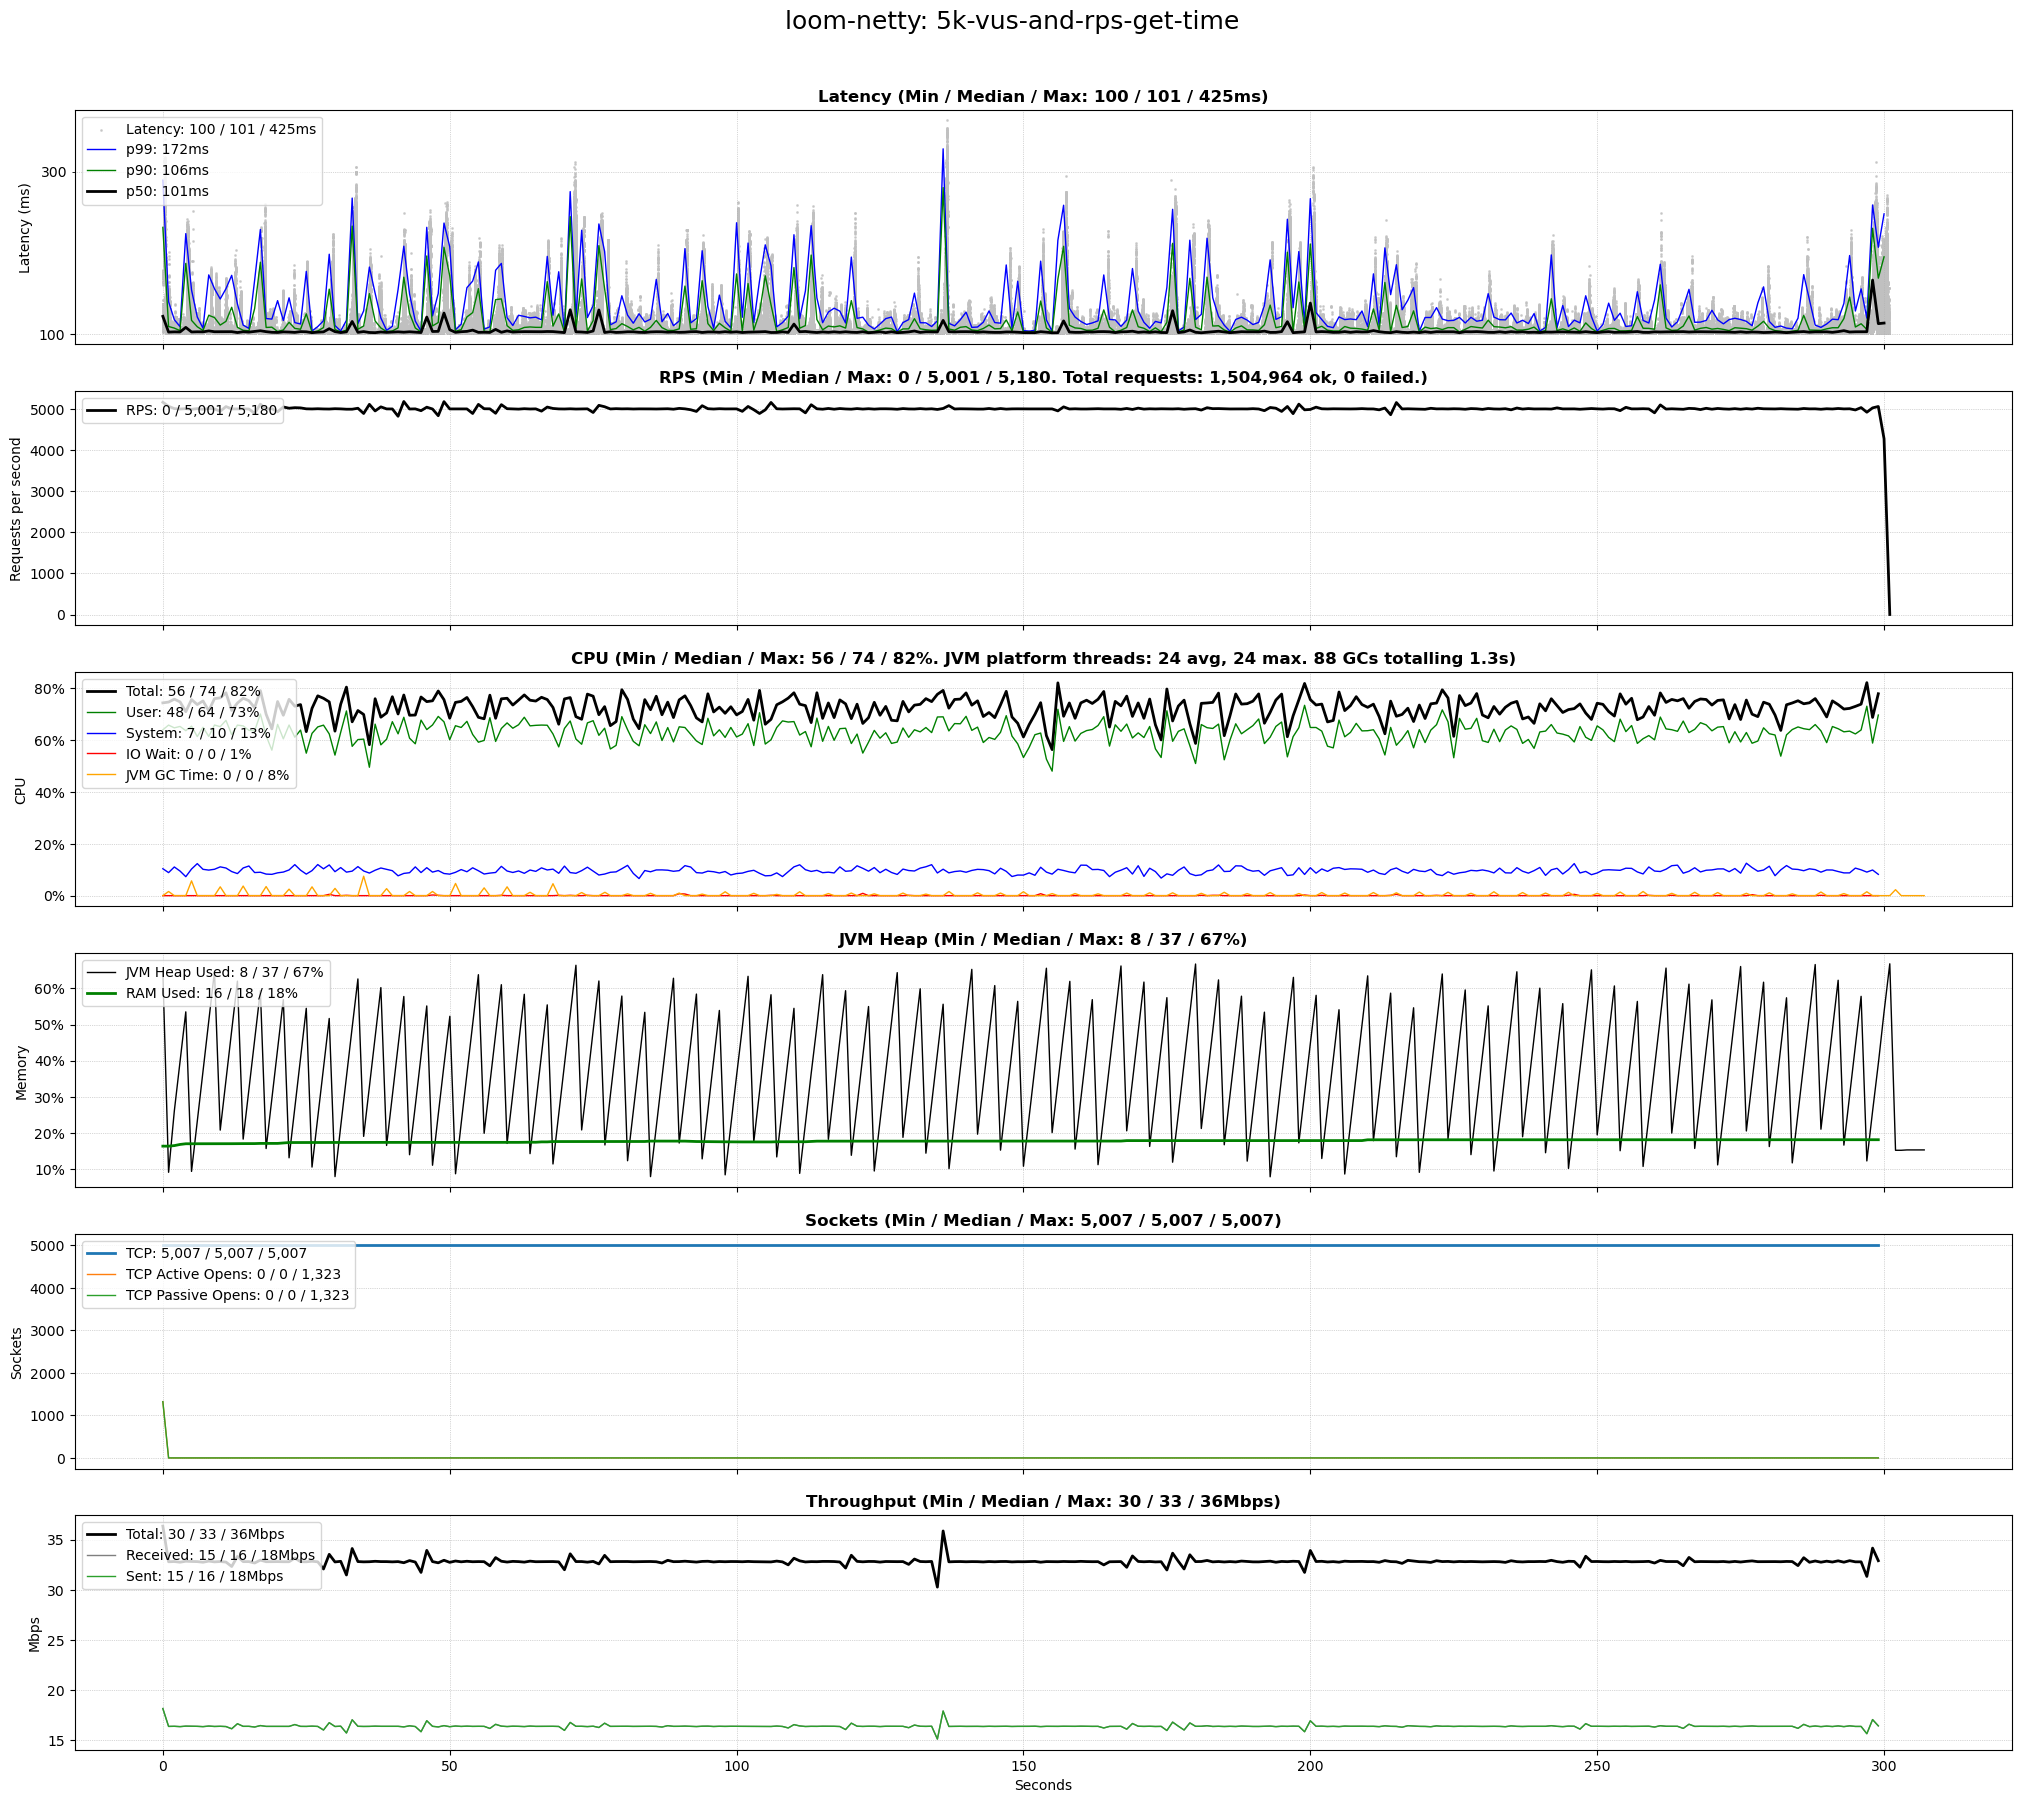 loom-netty: 5k-vus-and-rps-get-time
Latency (Min / Median / Max: 100 / 101 / 425ms)
Latency: 100 / 101 / 425ms
p99: 172ms
p90: 106ms
p50: 101ms
300
100
Latency (ms)
RPS (Min / Median / Max: 0 / 5,001 / 5,180. Total requests: 1,504,964 ok, 0 failed.)
RPS: 0 / 5,001 / 5,180
5000
4000
3000
2000
1000
0
Requests per second
CPU (Min / Median / Max: 56 / 74 / 82%. JVM platform threads: 24 avg, 24 max. 88 GCs totalling 1.3s)
Total: 56 / 74 / 82%
User: 48 / 64 / 73%
System: 7 / 10 / 13%
IO Wait: 0 / 0 / 1%
JVM GC Time: 0 / 0 / 8%
80%
60%
40%
20%
0%
CPU
JVM Heap (Min / Median / Max: 8 / 37 / 67%)
JVM Heap Used: 8 / 37 / 67%
RAM Used: 16 / 18 / 18%
60%
50%
40%
30%
20%
10%
Memory
Sockets (Min / Median / Max: 5,007 / 5,007 / 5,007)
TCP: 5,007 / 5,007 / 5,007
TCP Active Opens: 0 / 0 / 1,323
TCP Passive Opens: 0 / 0 / 1,323
5000
4000
3000
2000
1000
0
Sockets
Throughput (Min / Median / Max: 30 / 33 / 36Mbps)
Total: 30 / 33 / 36Mbps
Received: 15 / 16 / 18Mbps
Sent: 15 / 16 / 18Mbps
35
30
25
20
15
Mbps
0 50 100 150 200 250 300
Seconds